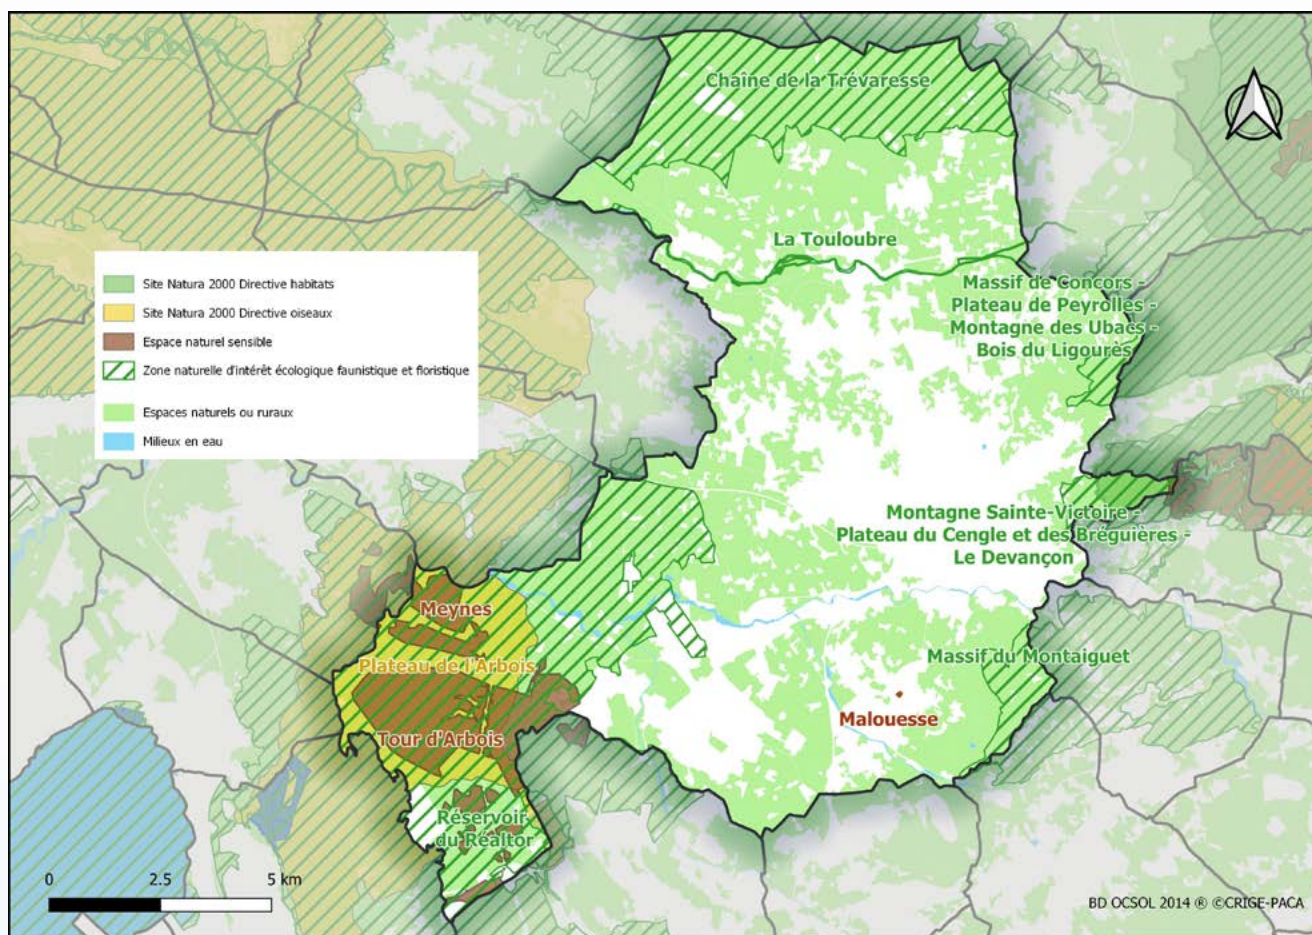 Chaîne de la Trévaresse
La Touloubre
Site Natura 2000 Directive habitats
Site Natura 2000 Directive oiseaux
Espace naturel sensible
Zone naturelle d'intérêt écologique faunistique et floristique
Espaces naturels ou ruraux
Milieux en eau
Massif de Concors -
Plateau de Peyrolles -
Montagne des Ubacs -
Bois du Ligourès
Montagne Sainte-Victoire -
Plateau du Cengle et des Bréguières -
Le Devançon
Meynes
Plateau de l'Arbois
Massif du Montaiguet
Malouesse
Tour d'Arbois
Réservoir
du Réaltor
0 2.5 5 km
BD OCSOL 2014 ® ©CRIGE-PACA